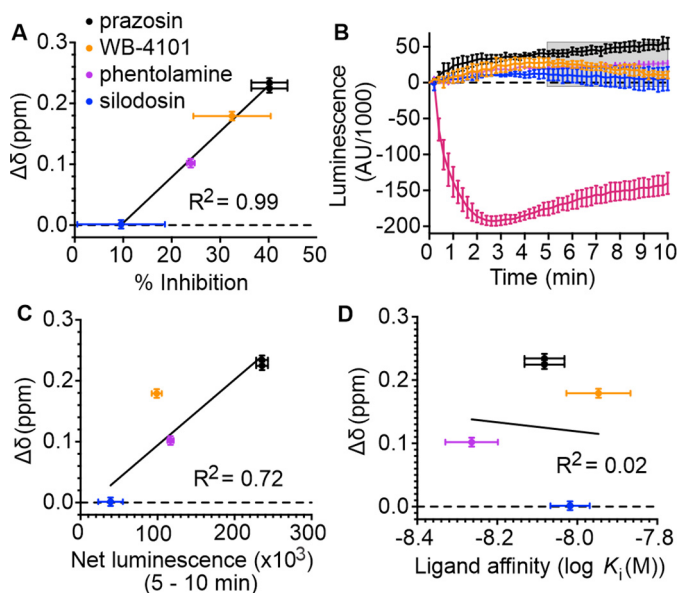 prazosin
WB-4101
phentolamine
silodosin
A
0.3
0.2
0.1
0.0
Δδ(ppm)
R² = 0.99
0 10 20 30 40 50
% Inhibition
B
50
0
-50
-100
-150
-200
Luminescence
(AU/1000)
0 1 2 3 4 5 6 7 8 9 10
Time (min)
C
0.3
0.2
0.1
0.0
Δδ(ppm)
R² = 0.72
0 100 200 300
Net luminescence (x10³)
(5 - 10 min)
D
0.3
0.2
0.1
0.0
Δδ(ppm)
R² = 0.02
-8.4 -8.2 -8.0 -7.8
Ligand affinity (log Kᵢ(M))